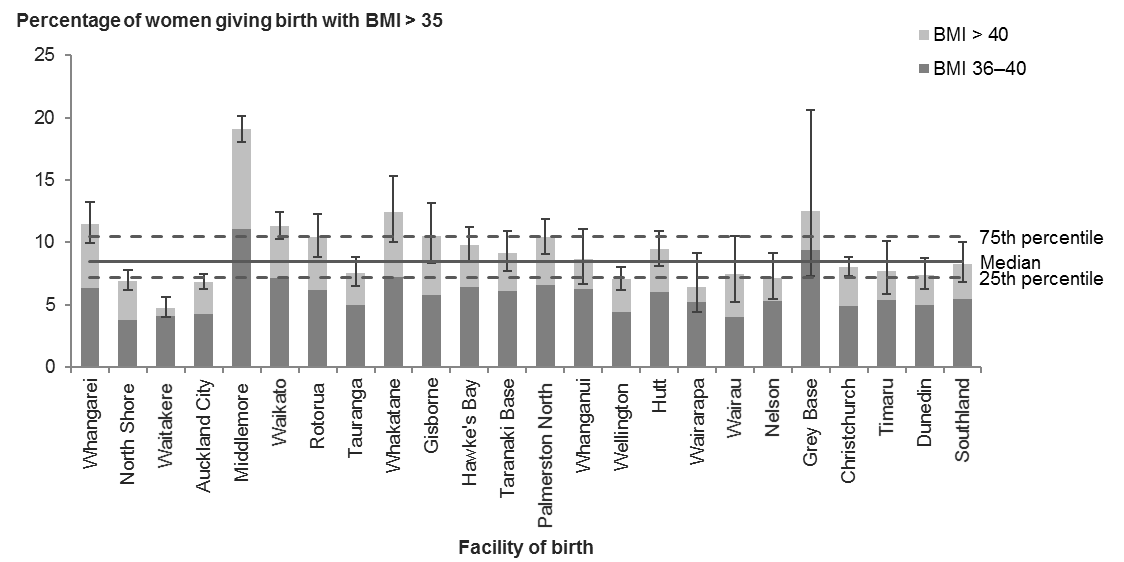 Percentage of women giving birth with BMI > 35
BMI > 40
BMI 36–40
25
20
15
10
5
0
75th percentile
Median
25th percentile
Whangarei
North Shore
Waitakere
Auckland City
Middlemore
Waikato
Rotorua
Tauranga
Whakatane
Gisborne
Hawke's Bay
Taranaki Base
Palmerston North
Whanganui
Wellington
Hutt
Wairarapa
Wairau
Nelson
Grey Base
Christchurch
Timaru
Dunedin
Southland
Facility of birth